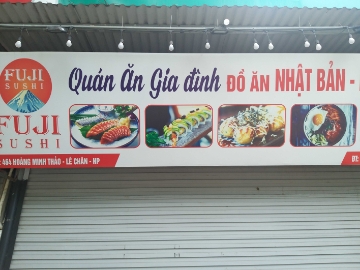 FUJI
SUSHI
Quán Ăn Gia đình ĐỒ ĂN NHẬT BẢN -
FUJI
SUSHI
: 464 HOÀNG MINH THẢO - LÊ CHÂN - HP
ĐT: